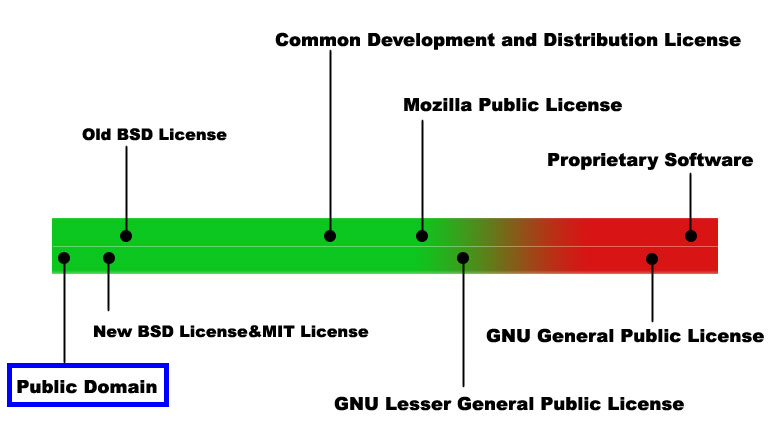 Common Development and Distribution License
Mozilla Public License
Old BSD License
Proprietary Software
New BSD License&MIT License
GNU General Public License
Public Domain
GNU Lesser General Public License